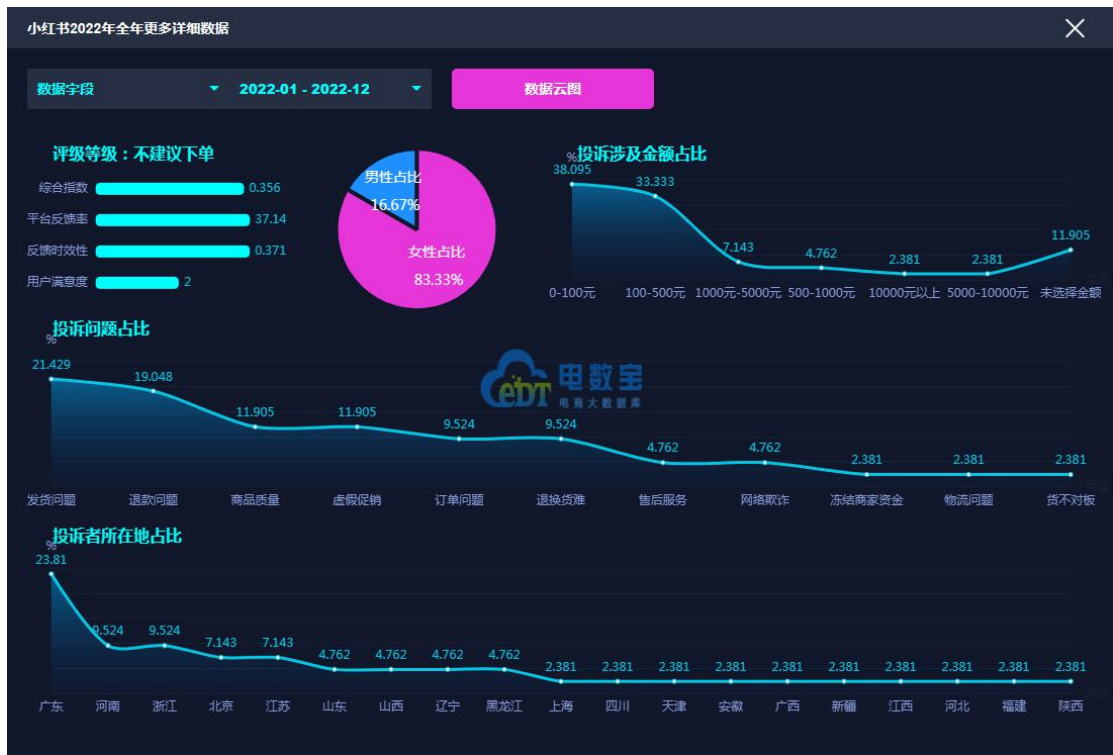 小红书2022年全年更多详细数据
数据字段
2022-01 - 2022-12
数据云图
评级等级：不建议下单
综合指数 0.356
平台反馈率 37.14
反馈时效性 0.371
用户满意度 2
男性占比
16.67%
女性占比
83.33%
投诉涉及金额占比
%
38.095 33.333 7.143 4.762 2.381 2.381 11.905
0-100元 100-500元 1000元-5000元 500-1000元 10000元以上 5000-10000元 未选择金额
投诉问题占比
%
21.429 19.048 11.905 11.905 9.524 9.524 4.762 4.762 2.381 2.381 2.381
发货问题 退款问题 商品质量 虚假促销 订单问题 退换货难 售后服务 网络欺诈 冻结商家资金 物流问题 货不对板
eDT 电数宝
电商大数据库
投诉者所在地占比
%
23.81 9.524 9.524 7.143 7.143 4.762 4.762 4.762 4.762 2.381 2.381 2.381 2.381 2.381 2.381 2.381 2.381 2.381 2.381
广东 河南 浙江 北京 江苏 山东 山西 辽宁 黑龙江 上海 四川 天津 安徽 广西 新疆 江西 河北 福建 陕西